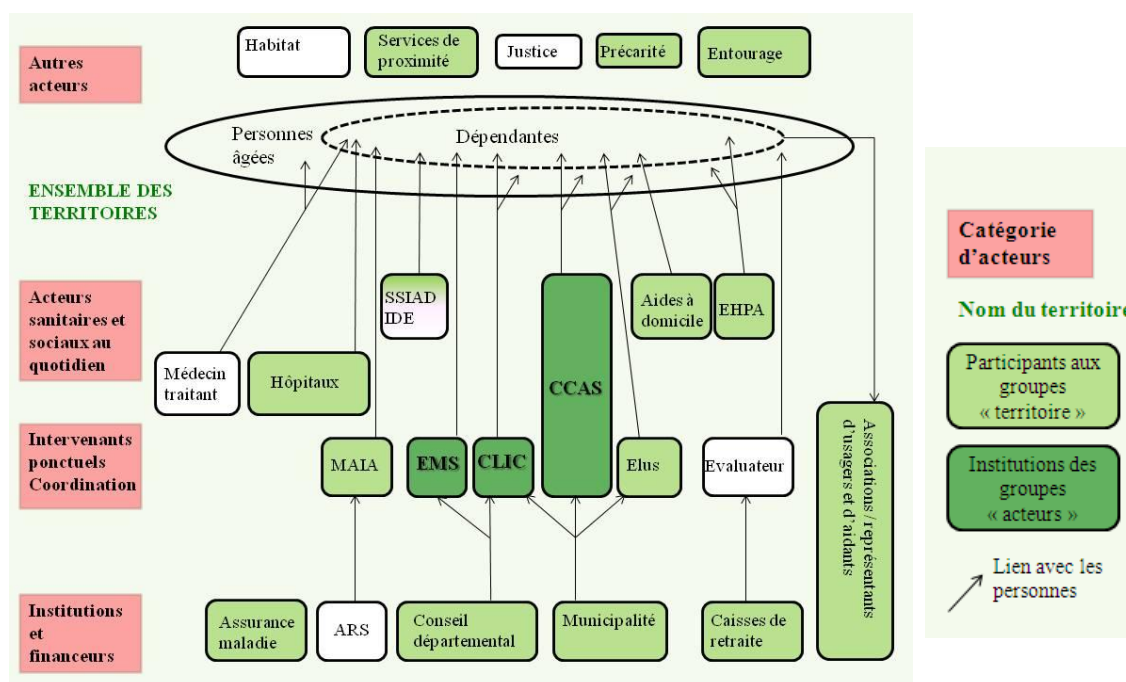 Autres
acteurs
Habitat
Services de
proximité
Justice
Précarité
Entourage
Personnes
âgées
Dépendantes
ENSEMBLE DES
TERRITOIRES
Acteurs
sanitaires et
sociaux au
quotidien
Médecin
traitant
Hôpitaux
SSIAD
IDE
CCAS
Aides à
domicile
EHPA
Intervenants
ponctuels
Coordination
MAIA
EMS
CLIC
Elus
Evaluateur
Associations / représentants
d'usagers et d'aidants
Institutions
et
financeurs
Assurance
maladie
ARS
Conseil
départemental
Municipalité
Caisses de
retraite
Catégorie
d'acteurs
Nom du territoire
Participants aux
groupes
« territoire »
Institutions des
groupes
« acteurs »
Lien avec les
personnes